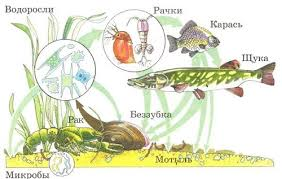 Водоросли
Рачки
Карась
Щука
Рак
Беззубка
Мотыль
Микробы